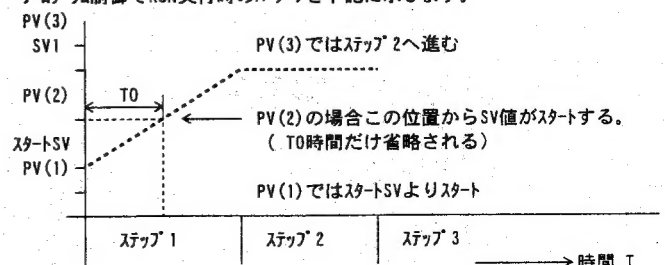 PV(3)
SV1
PV(3)ではステップ2へ進む
PV(2)
T0
PV(2)の場合この位置からSV値がスタートする。
( T0時間だけ省略される)
スタートSV
PV(1)
PV(1)ではスタートSVよりスタート
ステップ1
ステップ2
ステップ3
時間 T